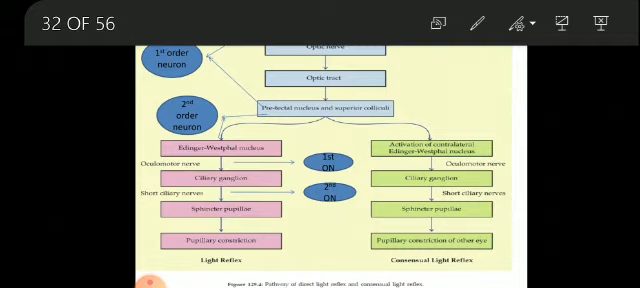 32 OF 56
Optic nerve
1st order
neuron
Optic tract
2nd
order
neuron
Pre-tectal nucleus and superior colliculi
Edinger-Westphal nucleus
Activation of contralateral
Edinger-Westphal nucleus
1st
ON
Oculomotor nerve
Oculomotor nerve
Ciliary ganglion
Ciliary ganglion
2nd
ON
Short ciliary nerves
Short ciliary nerves
Sphincter pupillae
Sphincter pupillae
Pupillary constriction
Pupillary constriction of other eye
Light Reflex
Consensual Light Reflex
Figure 129.4: Pathway of direct light reflex and consensual light reflex.